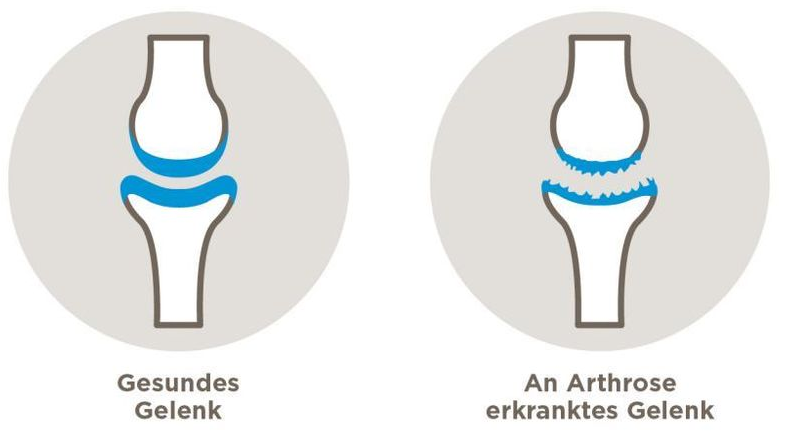 Gesundes
Gelenk
An Arthrose
erkranktes Gelenk